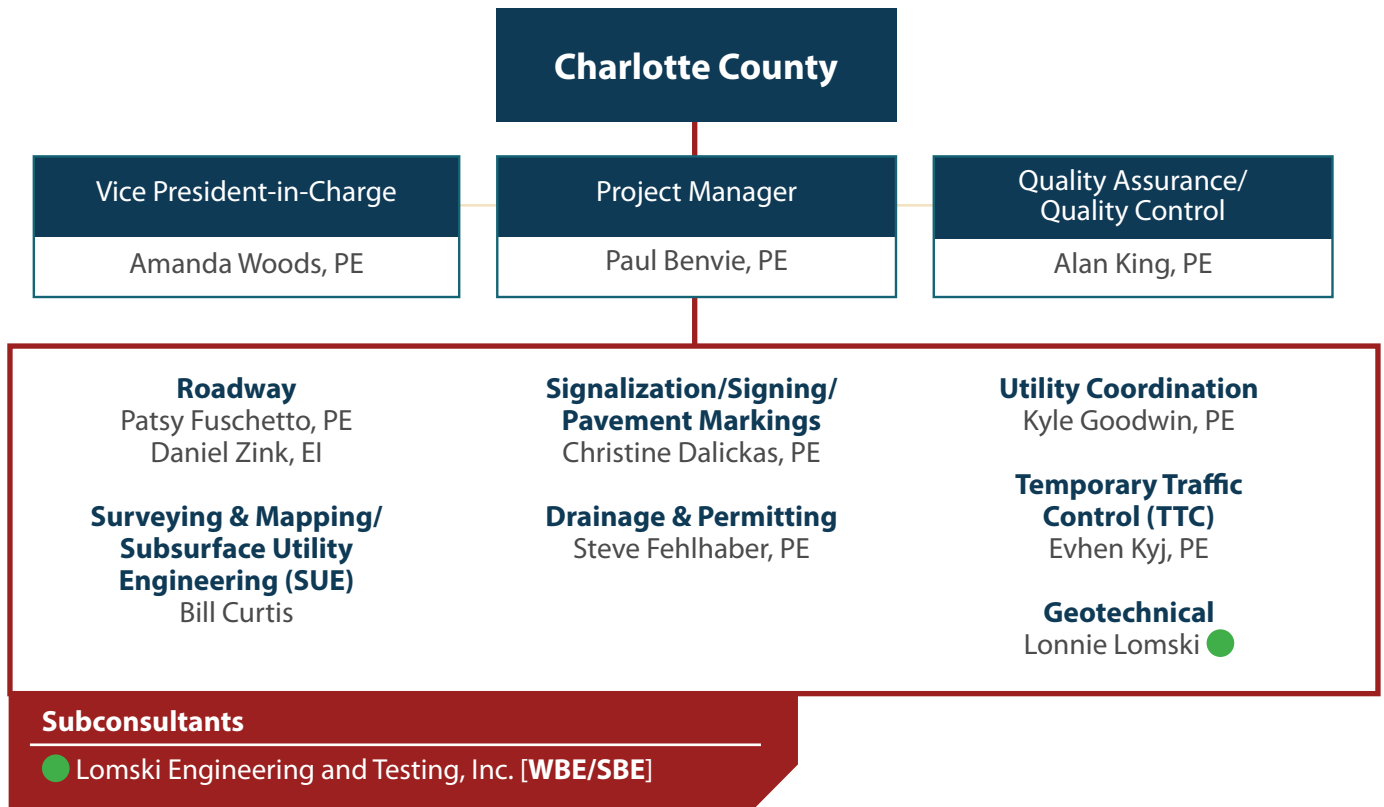 Charlotte County
Vice President-in-Charge
Amanda Woods, PE
Project Manager
Paul Benvie, PE
Quality Assurance/
Quality Control
Alan King, PE
Roadway
Patsy Fuschetto, PE
Daniel Zink, EI
Surveying & Mapping/
Subsurface Utility
Engineering (SUE)
Bill Curtis
Signalization/Signing/
Pavement Markings
Christine Dalickas, PE
Drainage & Permitting
Steve Fehlhaber, PE
Utility Coordination
Kyle Goodwin, PE
Temporary Traffic
Control (TTC)
Evhen Kyj, PE
Geotechnical
Lonnie Lomski
Subconsultants
Lomski Engineering and Testing, Inc. [WBE/SBE]